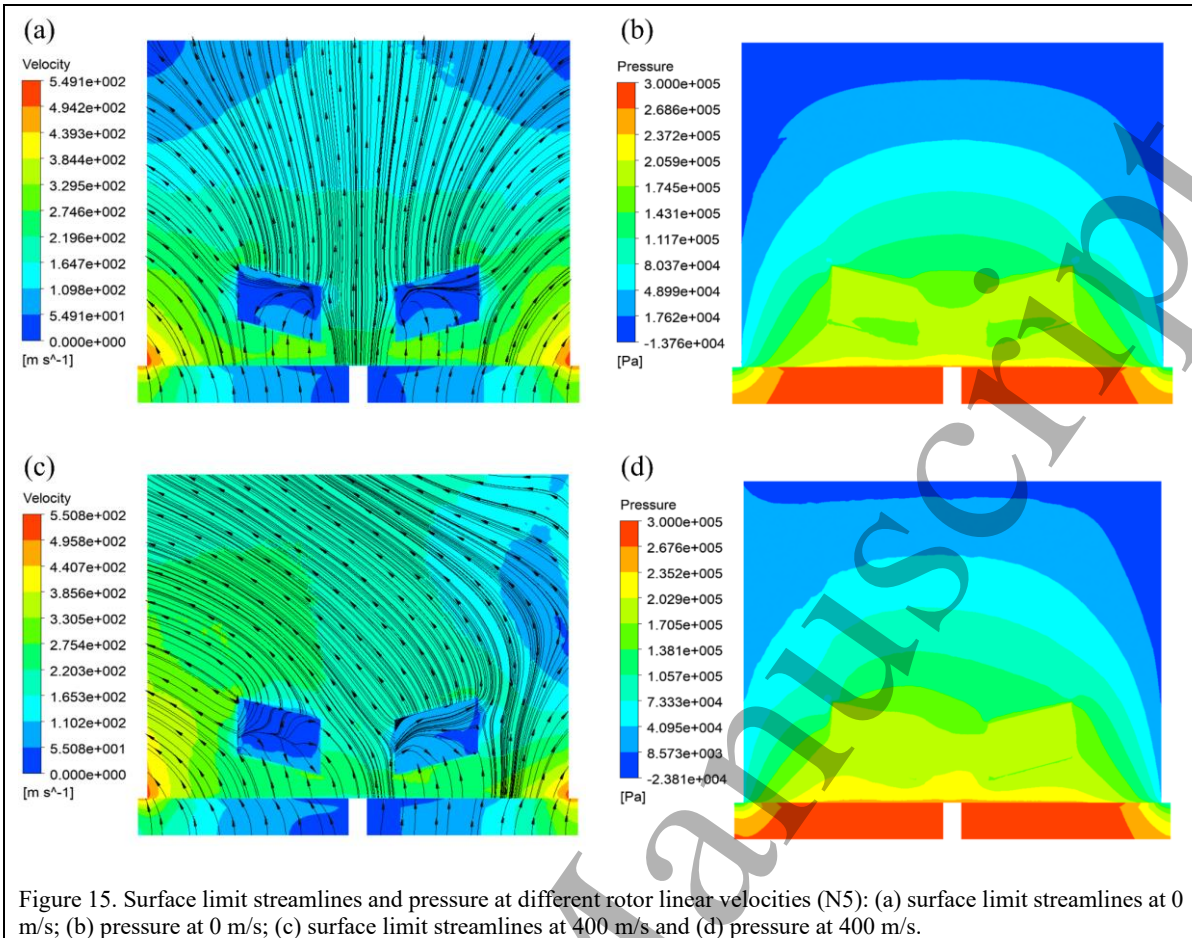 (a)
Velocity
5.491e+002
4.942e+002
4.393e+002
3.844e+002
3.295e+002
2.746e+002
2.196e+002
1.647e+002
1.098e+002
5.491e+001
0.000e+000
[m s^-1]
(b)
Pressure
3.000e+005
2.686e+005
2.372e+005
2.059e+005
1.745e+005
1.431e+005
1.117e+005
8.037e+004
4.899e+004
1.762e+004
-1.376e+004
[Pa]
(c)
Velocity
5.508e+002
4.958e+002
4.407e+002
3.856e+002
3.305e+002
2.754e+002
2.203e+002
1.653e+002
1.102e+002
5.508e+001
0.000e+000
[m s^-1]
(d)
Pressure
3.000e+005
2.676e+005
2.352e+005
2.029e+005
1.705e+005
1.381e+005
1.057e+005
7.333e+004
4.095e+004
8.573e+003
-2.381e+004
[Pa]
Manuscript
Figure 15. Surface limit streamlines and pressure at different rotor linear velocities (N5): (a) surface limit streamlines at 0
m/s; (b) pressure at 0 m/s; (c) surface limit streamlines at 400 m/s and (d) pressure at 400 m/s.